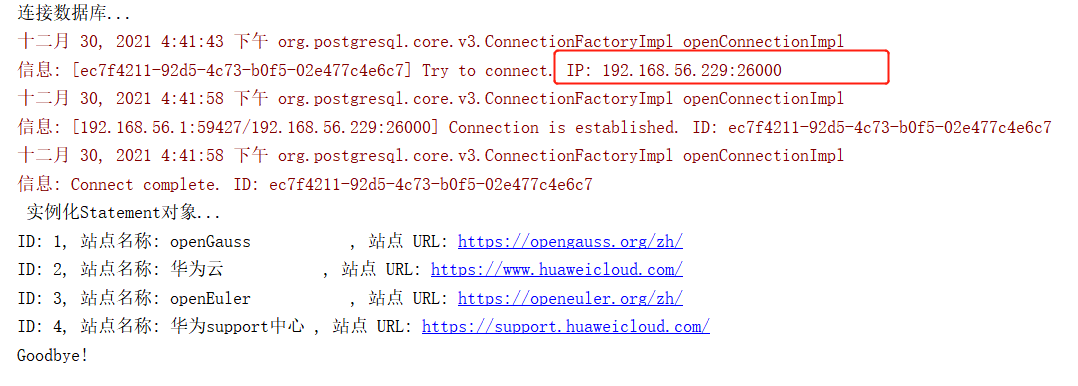 连接数据库...
十二月 30, 2021 4:41:43 下午 org.postgresql.core.v3.ConnectionFactoryImpl openConnectionImpl
信息: [ec7f4211-92d5-4c73-b0f5-02e477c4e6c7] Try to connect. IP: 192.168.56.229:26000
十二月 30, 2021 4:41:58 下午 org.postgresql.core.v3.ConnectionFactoryImpl openConnectionImpl
信息: [192.168.56.1:59427/192.168.56.229:26000] Connection is established. ID: ec7f4211-92d5-4c73-b0f5-02e477c4e6c7
十二月 30, 2021 4:41:58 下午 org.postgresql.core.v3.ConnectionFactoryImpl openConnectionImpl
信息: Connect complete. ID: ec7f4211-92d5-4c73-b0f5-02e477c4e6c7
实例化Statement对象...
ID: 1, 站点名称: openGauss , 站点 URL: https://opengauss.org/zh/
ID: 2, 站点名称: 华为云 , 站点 URL: https://www.huaweicloud.com/
ID: 3, 站点名称: openEuler , 站点 URL: https://openeuler.org/zh/
ID: 4, 站点名称: 华为support中心 , 站点 URL: https://support.huaweicloud.com/
Goodbye!